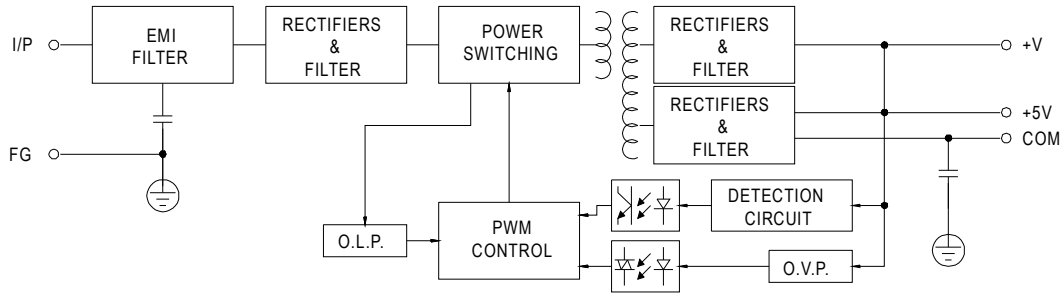 I/P
EMI
FILTER
RECTIFIERS
&
FILTER
POWER
SWITCHING
RECTIFIERS
&
FILTER
+V
RECTIFIERS
&
FILTER
+5V
COM
FG
O.L.P.
PWM
CONTROL
DETECTION
CIRCUIT
O.V.P.